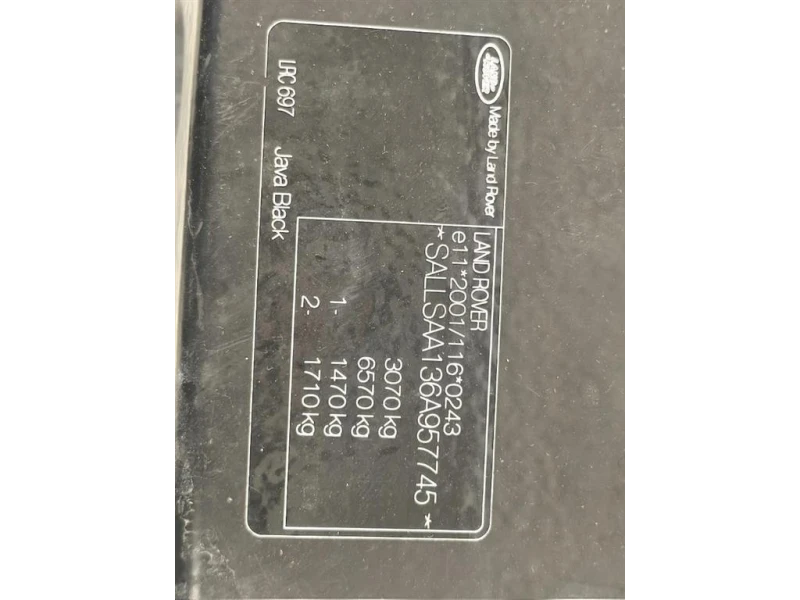 LAND ROVER
Made by Land Rover
LAND ROVER
e11*2001/116*0243
*SALLSAA136A957745*
3070 kg
6570 kg
1- 1470 kg
2- 1710 kg
LRC 697 Java Black